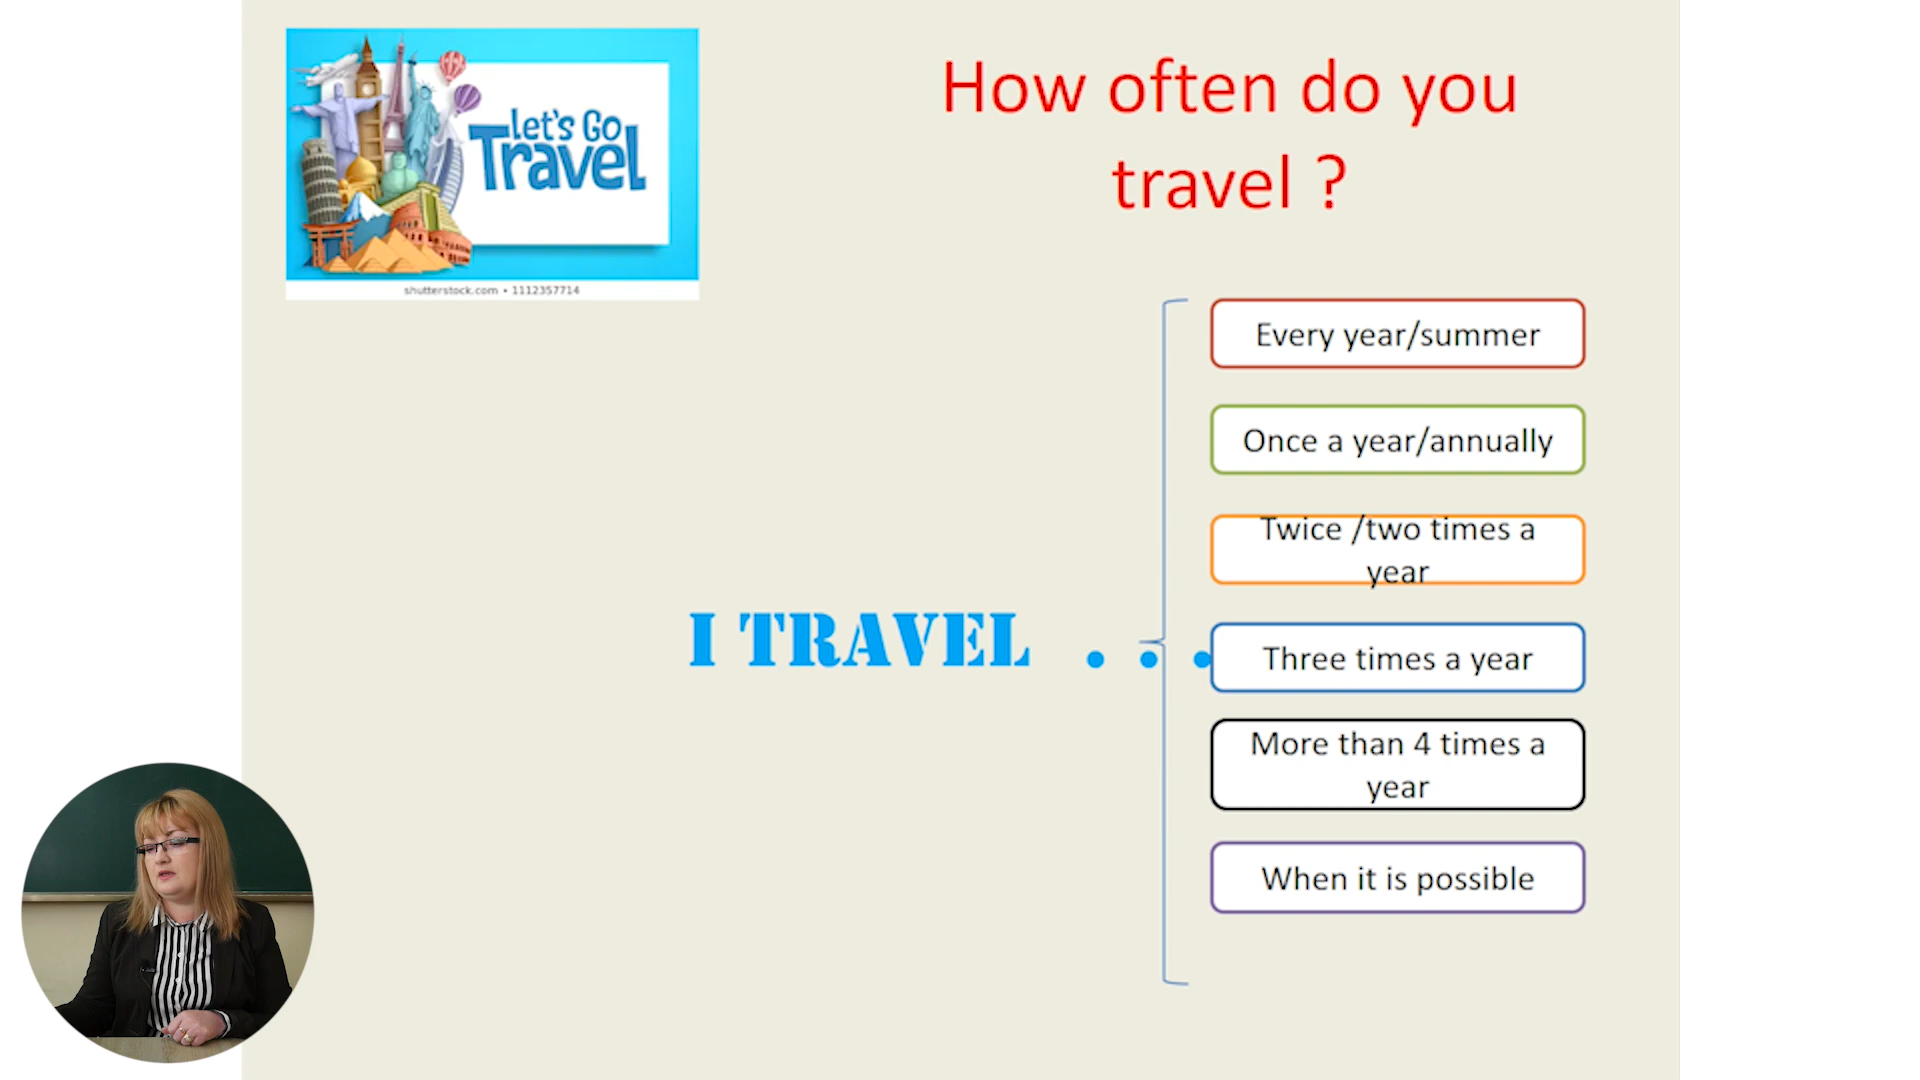 Let's Go
Travel
shutterstock.com • 1112357714
How often do you
travel ?
I TRAVEL . . .
Every year/summer
Once a year/annually
Twice /two times a
year
Three times a year
More than 4 times a
year
When it is possible